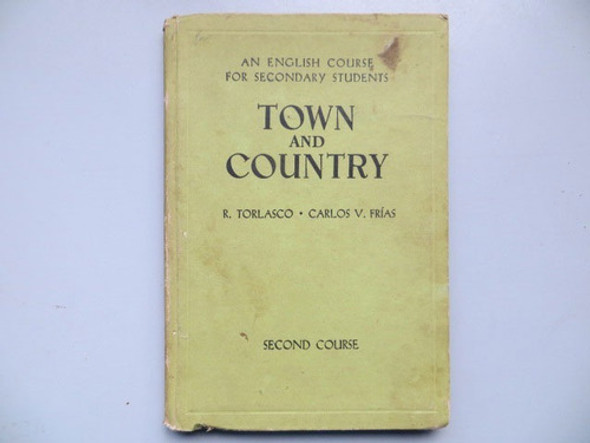 AN ENGLISH COURSE
FOR SECONDARY STUDENTS
TOWN
AND
COUNTRY
R. TORLASCO • CARLOS V. FRÍAS
SECOND COURSE